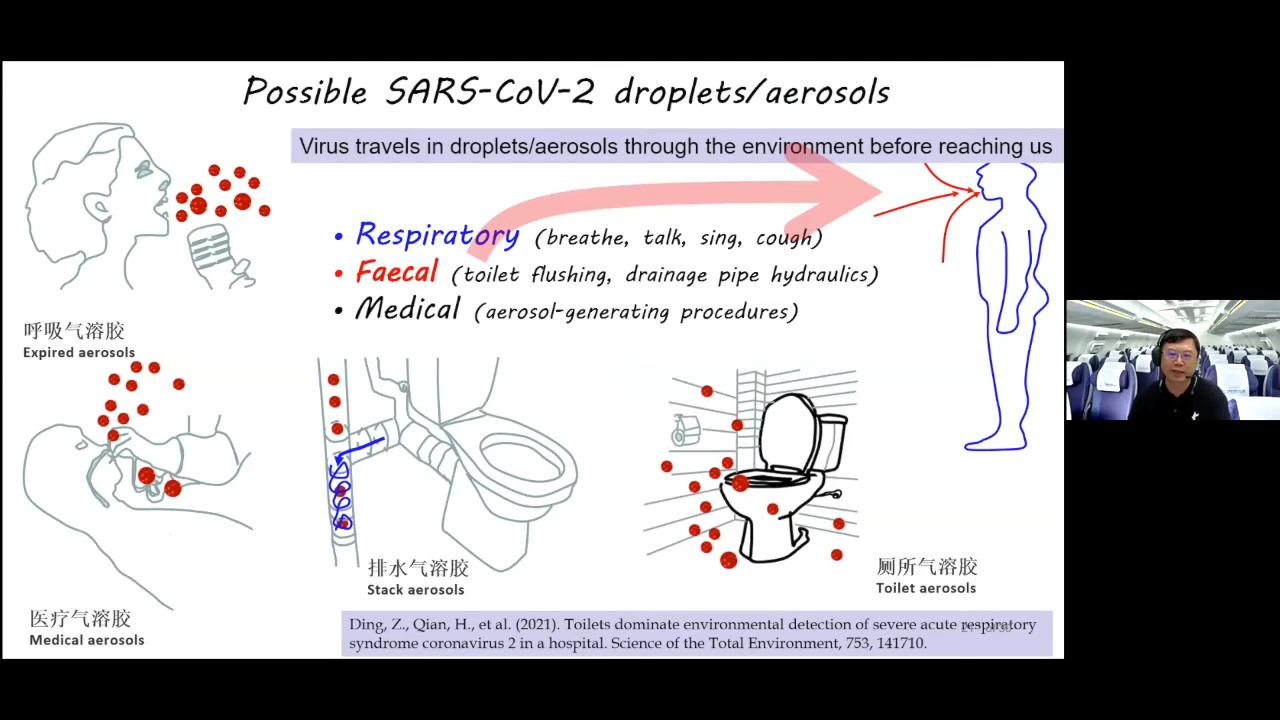 Possible SARS-CoV-2 droplets/aerosols
Virus travels in droplets/aerosols through the environment before reaching us
• Respiratory (breathe, talk, sing, cough)
• Faecal (toilet flushing, drainage pipe hydraulics)
• Medical (aerosol-generating procedures)
呼吸气溶胶
Expired aerosols
排水气溶胶
Stack aerosols
厕所气溶胶
Toilet aerosols
医疗气溶胶
Medical aerosols
Ding, Z., Qian, H., et al. (2021). Toilets dominate environmental detection of severe acute respiratory
syndrome coronavirus 2 in a hospital. Science of the Total Environment, 753, 141710.